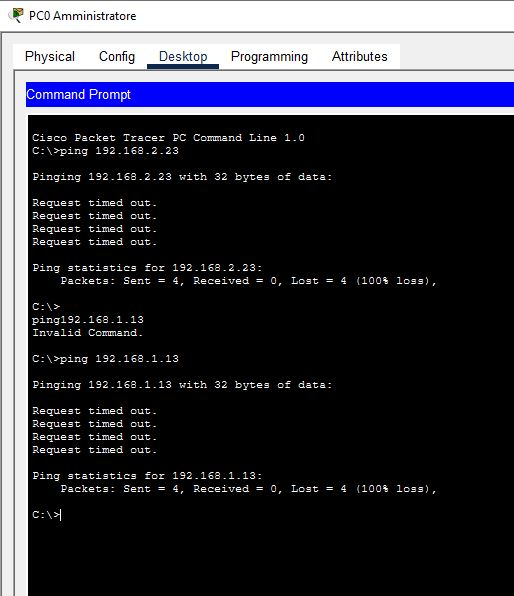 PC0 Amministratore
Physical Config Desktop Programming Attributes
Command Prompt
Cisco Packet Tracer PC Command Line 1.0
C:\>ping 192.168.2.23
Pinging 192.168.2.23 with 32 bytes of data:
Request timed out.
Request timed out.
Request timed out.
Request timed out.
Ping statistics for 192.168.2.23:
Packets: Sent = 4, Received = 0, Lost = 4 (100% loss),
C:\>
ping192.168.1.13
Invalid Command.
C:\>ping 192.168.1.13
Pinging 192.168.1.13 with 32 bytes of data:
Request timed out.
Request timed out.
Request timed out.
Request timed out.
Ping statistics for 192.168.1.13:
Packets: Sent = 4, Received = 0, Lost = 4 (100% loss),
C:\>